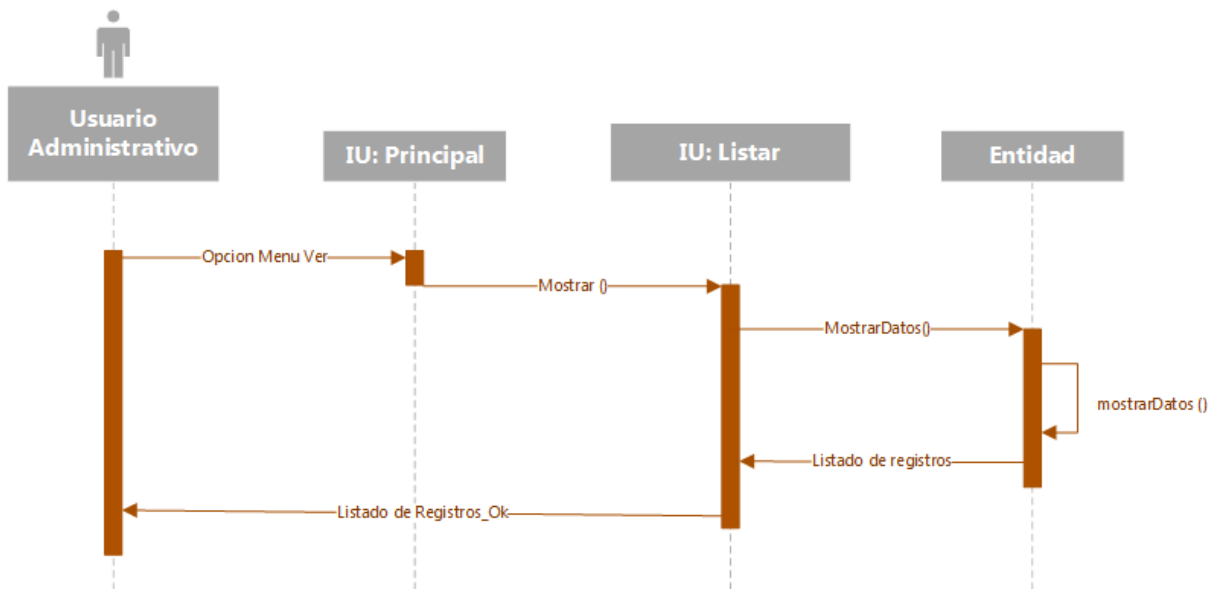 Usuario
Administrativo
IU: Principal
IU: Listar
Entidad
Opcion Menu Ver
Mostrar ()
MostrarDatos()
mostrarDatos ()
Listado de registros
Listado de Registros_Ok